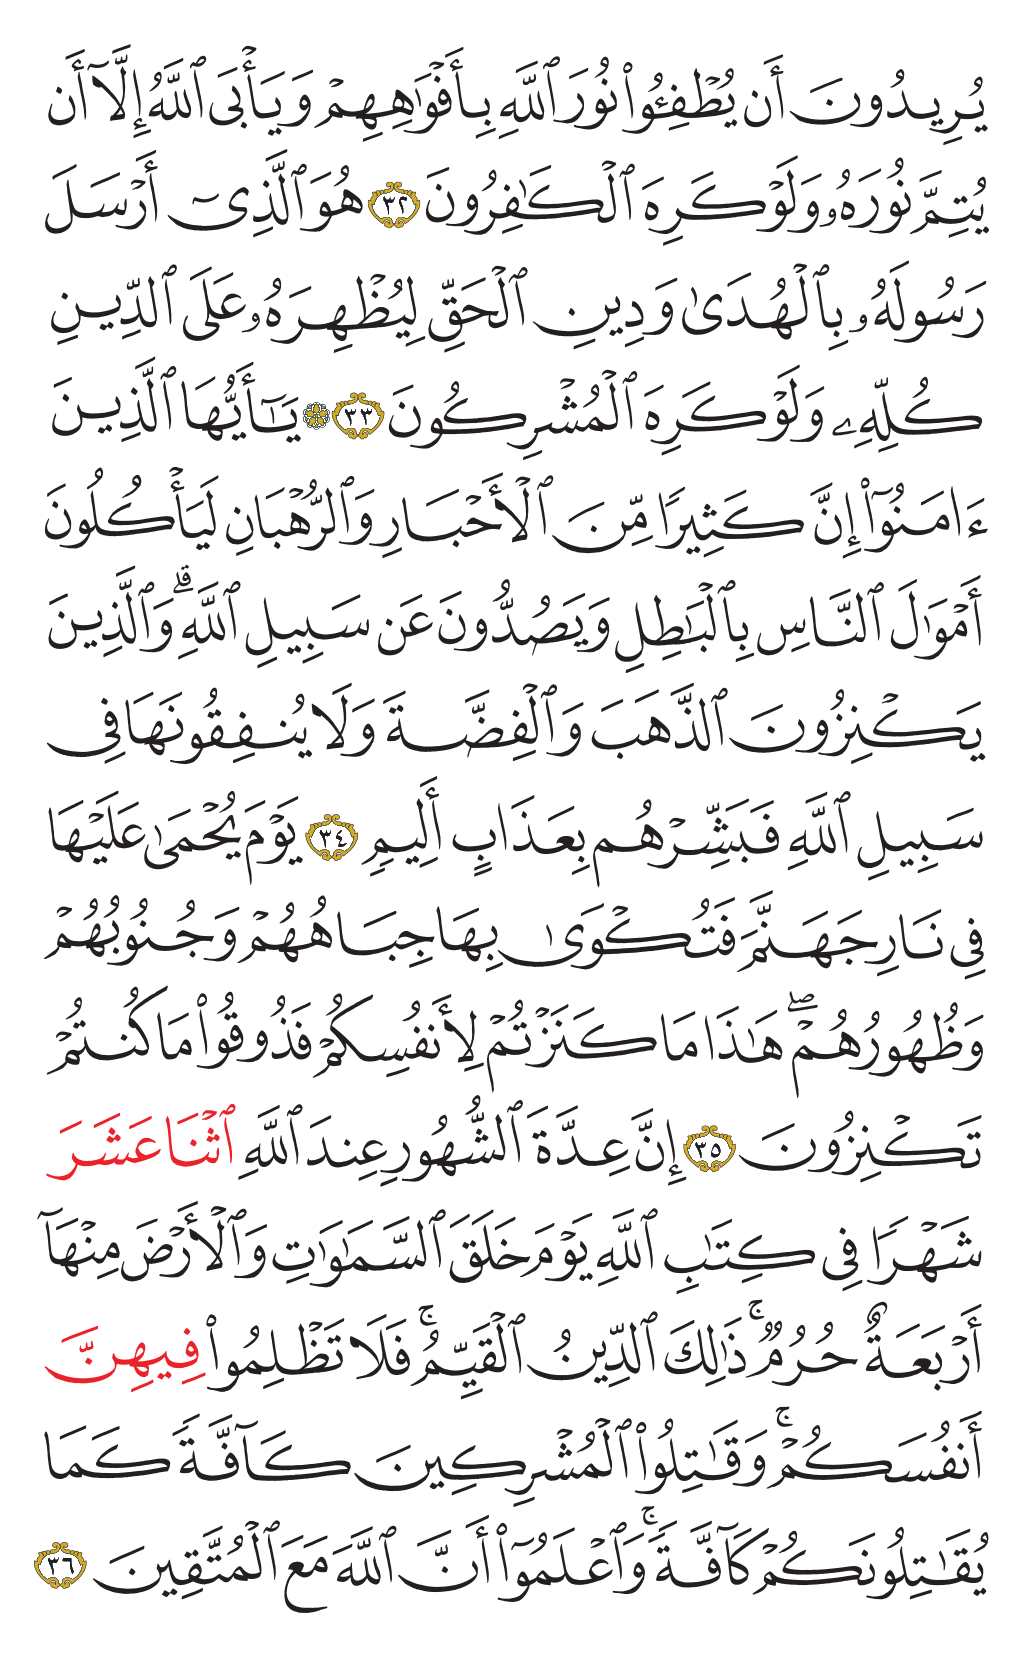 يُرِيدُونَ أَن يُطْفِـُٔوا۟ نُورَ ٱللَّهِ بِأَفْوَٰهِهِمْ وَيَأْبَى ٱللَّهُ إِلَّآ أَن
يُتِمَّ نُورَهُۥ وَلَوْ كَرِهَ ٱلْكَـٰفِرُونَ ٣٢ هُوَ ٱلَّذِىٓ أَرْسَلَ
رَسُولَهُۥ بِٱلْهُدَىٰ وَدِينِ ٱلْحَقِّ لِيُظْهِرَهُۥ عَلَى ٱلدِّينِ
كُلِّهِۦ وَلَوْ كَرِهَ ٱلْمُشْرِكُونَ ٣٣ ۞ يَـٰٓأَيُّهَا ٱلَّذِينَ
ءَامَنُوٓا۟ إِنَّ كَثِيرًا مِّنَ ٱلْأَحْبَارِ وَٱلرُّهْبَانِ لَيَأْكُلُونَ
أَمْوَٰلَ ٱلنَّاسِ بِٱلْبَـٰطِلِ وَيَصُدُّونَ عَن سَبِيلِ ٱللَّهِ ۗ وَٱلَّذِينَ
يَكْنِزُونَ ٱلذَّهَبَ وَٱلْفِضَّةَ وَلَا يُنفِقُونَهَا فِى
سَبِيلِ ٱللَّهِ فَبَشِّرْهُم بِعَذَابٍ أَلِيمٍ ٣٤ يَوْمَ يُحْمَىٰ عَلَيْهَا
فِى نَارِ جَهَنَّمَ فَتُكْوَىٰ بِهَا جِبَاهُهُمْ وَجُنُوبُهُمْ
وَظُهُورُهُمْ ۖ هَـٰذَا مَا كَنَزْتُمْ لِأَنفُسِكُمْ فَذُوقُوا۟ مَا كُنتُمْ
تَكْنِزُونَ ٣٥ إِنَّ عِدَّةَ ٱلشُّهُورِ عِندَ ٱللَّهِ ٱثْنَا عَشَرَ
شَهْرًا فِى كِتَـٰبِ ٱللَّهِ يَوْمَ خَلَقَ ٱلسَّمَـٰوَٰتِ وَٱلْأَرْضَ مِنْهَآ
أَرْبَعَةٌ حُرُمٌ ۚ ذَٰلِكَ ٱلدِّينُ ٱلْقَيِّمُ ۚ فَلَا تَظْلِمُوا۟ فِيهِنَّ
أَنفُسَكُمْ ۚ وَقَـٰتِلُوا۟ ٱلْمُشْرِكِينَ كَآفَّةً كَمَا
يُقَـٰتِلُونَكُمْ كَآفَّةً ۚ وَٱعْلَمُوٓا۟ أَنَّ ٱللَّهَ مَعَ ٱلْمُتَّقِينَ ٣٦